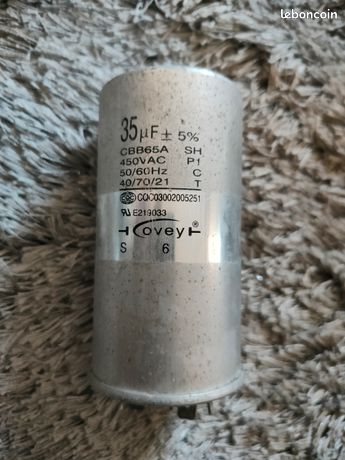 leboncoin
35µF ± 5%
CBB65A SH
450VAC P1
50/60Hz C
40/70/21 T
CQC03002005251
E219033
Covey®
S 6